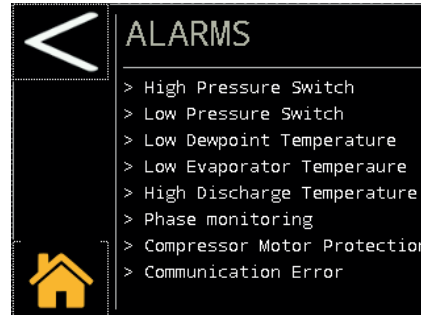 ALARMS
> High Pressure Switch
> Low Pressure Switch
> Low Dewpoint Temperature
> Low Evaporator Temperaure
> High Discharge Temperature
> Phase monitoring
> Compressor Motor Protection
> Communication Error